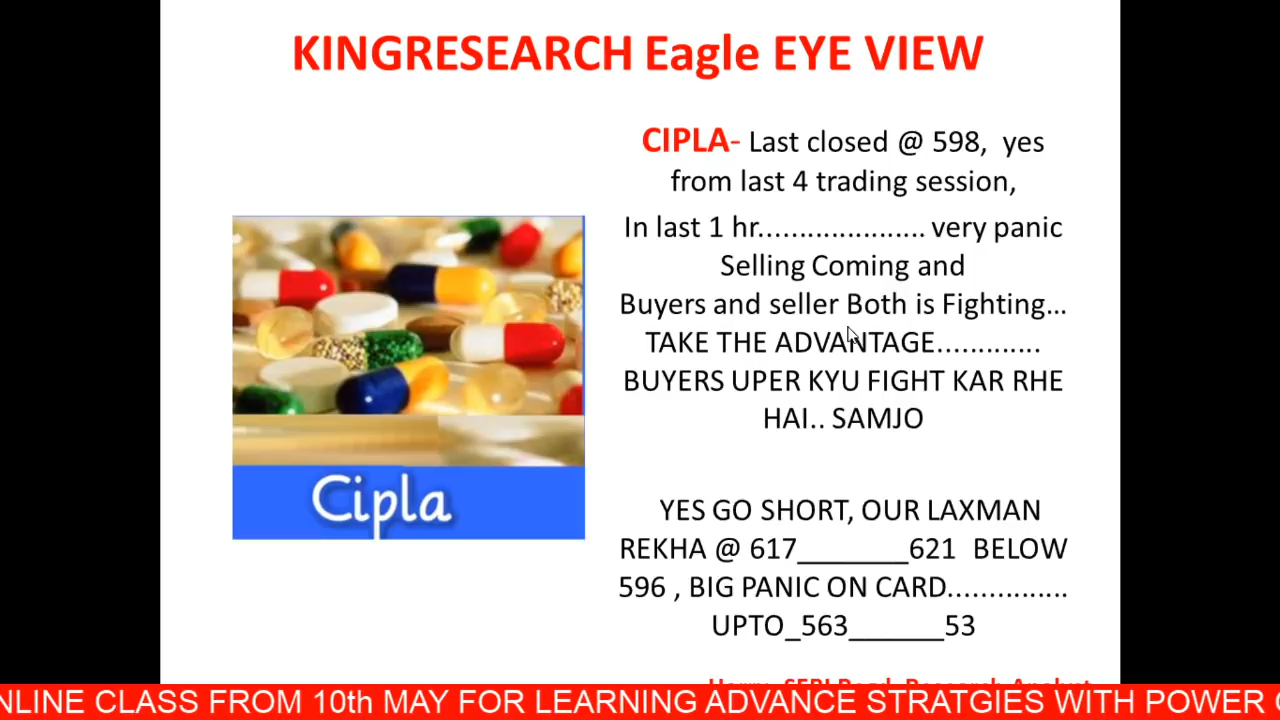 KINGRESEARCH Eagle EYE VIEW
CIPLA- Last closed @ 598, yes
from last 4 trading session,
In last 1 hr.................... very panic
Selling Coming and
Buyers and seller Both is Fighting...
TAKE THE ADVANTAGE.............
BUYERS UPER KYU FIGHT KAR RHE
HAI.. SAMJO
Cipla
YES GO SHORT, OUR LAXMAN
REKHA @ 617_______621 BELOW
596 , BIG PANIC ON CARD...............
UPTO_563______53
NLINE CLASS FROM 10th MAY FOR LEARNING ADVANCE STRATGIES WITH POWER